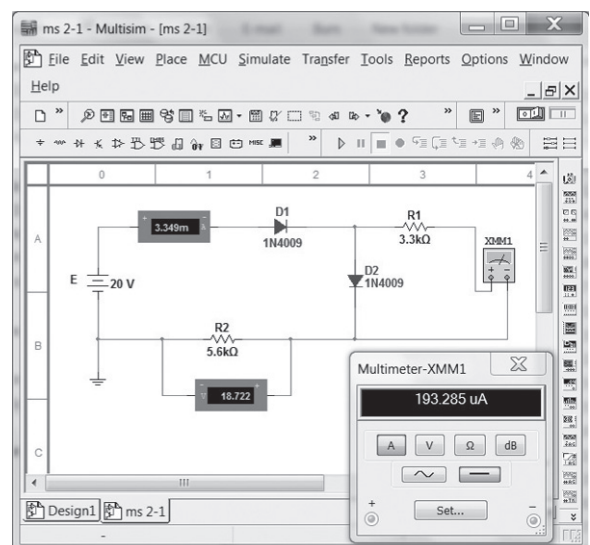 ms 2-1 - Multisim - [ms 2-1]
File Edit View Place MCU Simulate Transfer Tools Reports Options Window
Help
0 1 2 3 4
A
B
C
3.349m
A
D1
1N4009
R1
3.3kΩ
XMM1
E
20 V
D2
1N4009
R2
5.6kΩ
V
18.722
Multimeter-XMM1
193.285 uA
A V Ω dB
+ Set... -
Design1 ms 2-1